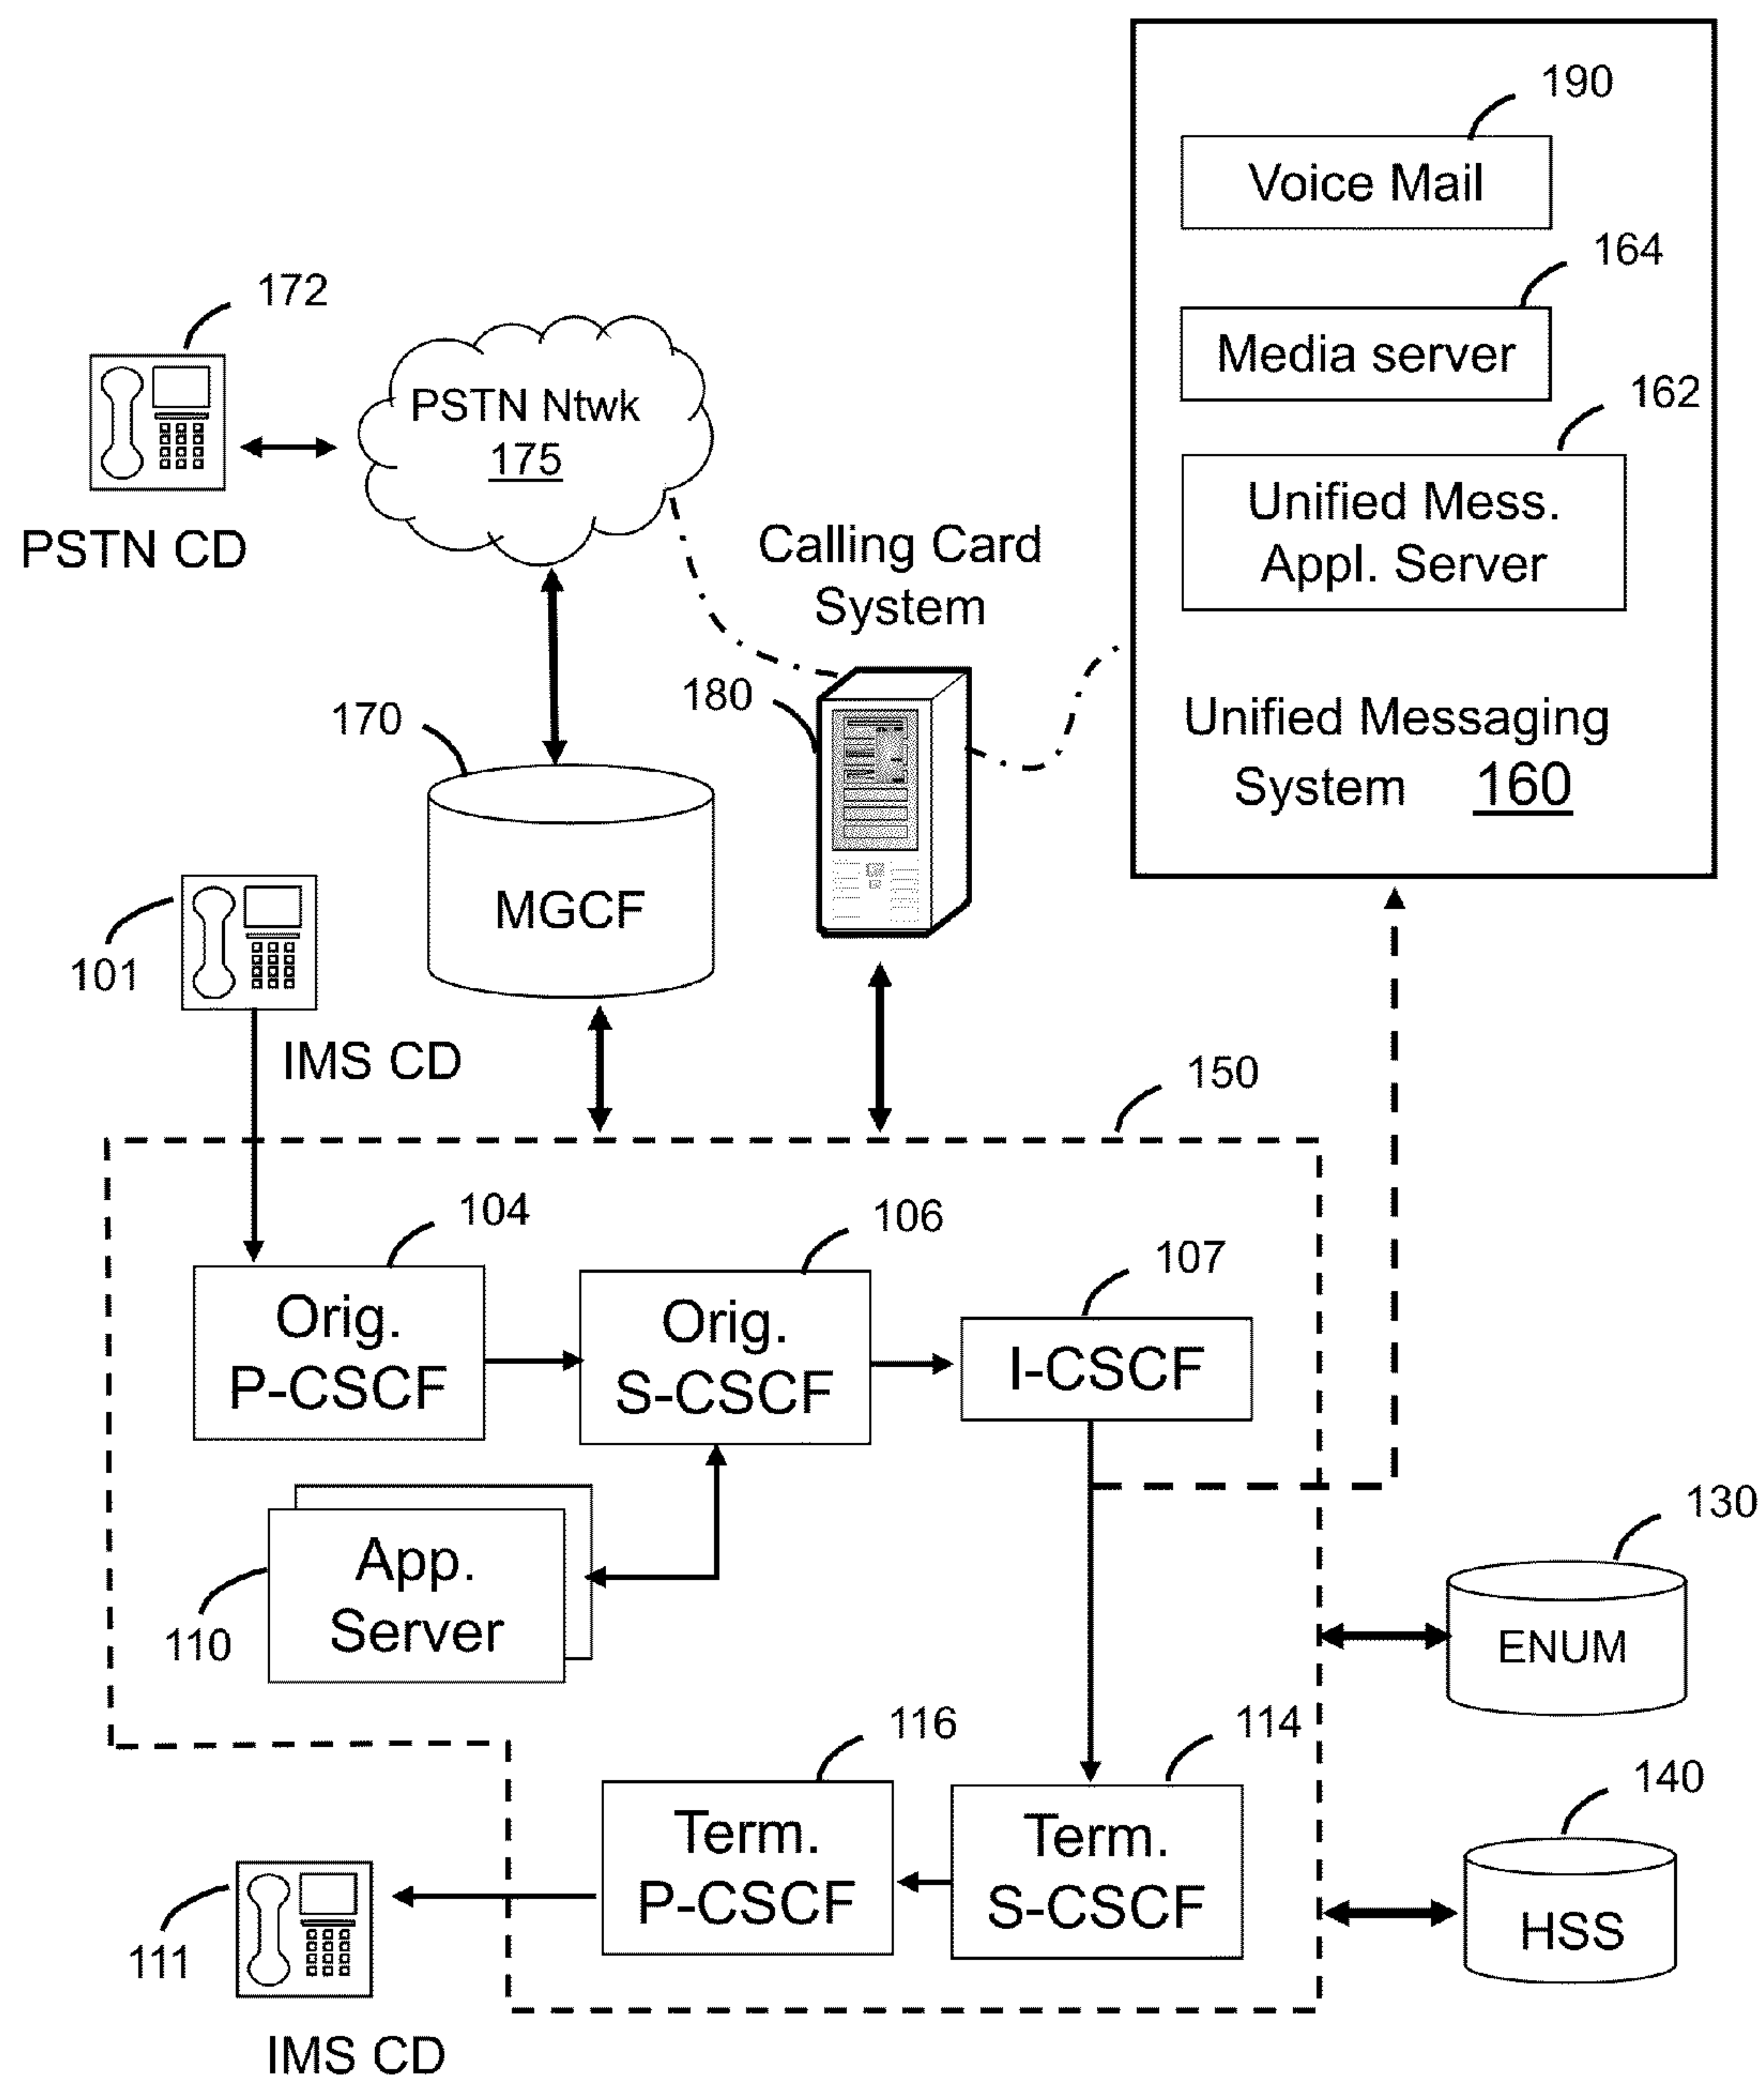 190
Voice Mail
164
Media server
162
Unified Mess.
Appl. Server
Unified Messaging
System 160
172
PSTN Ntwk
175
PSTN CD
Calling Card
System
180
170
MGCF
101
IMS CD
150
104
106
107
Orig.
P-CSCF
Orig.
S-CSCF
I-CSCF
App.
Server
110
130
ENUM
116
114
Term.
P-CSCF
Term.
S-CSCF
140
HSS
111
IMS CD